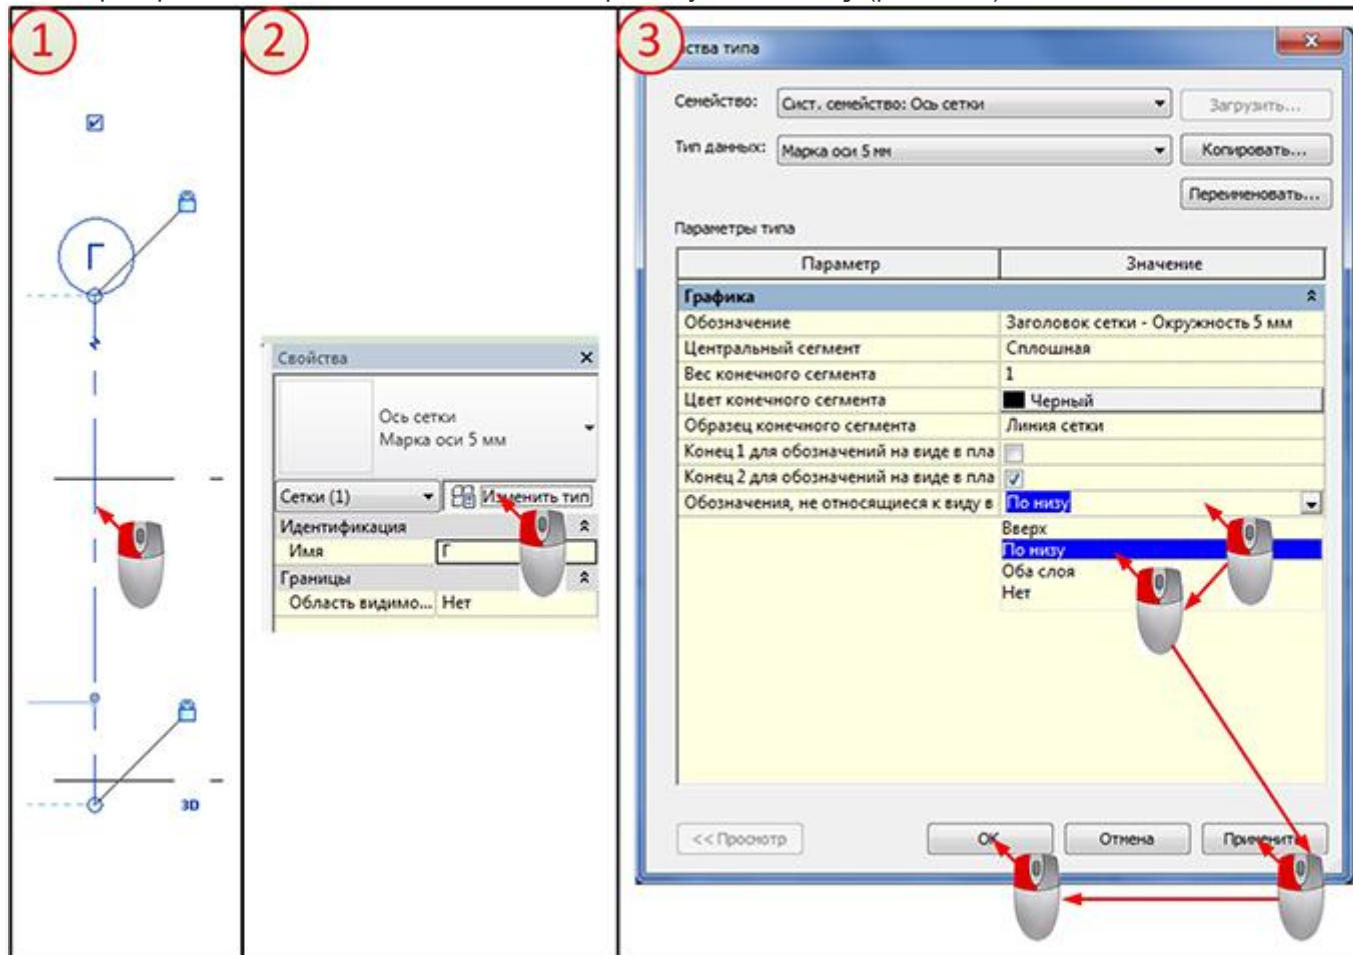 1
2
3
Г
3D
Свойства
Ось сетки
Марка оси 5 мм
Сетки (1)
Изменить тип
Идентификация
Имя
Г
Границы
Область видимо...
Нет
ства типа
Семейство:
Сист. семейство: Ось сетки
Загрузить...
Тип данных:
Марка оси 5 мм
Копировать...
Переименовать...
Параметры типа
Параметр
Значение
Графика
Обозначение
Заголовок сетки - Окружность 5 мм
Центральный сегмент
Сплошная
Вес конечного сегмента
1
Цвет конечного сегмента
Черный
Образец конечного сегмента
Линия сетки
Конец 1 для обозначений на виде в пла
Конец 2 для обозначений на виде в пла
Обозначения, не относящиеся к виду в
По низу
Вверх
По низу
Оба слоя
Нет
<< Просмотр
OK
Отмена
Применить